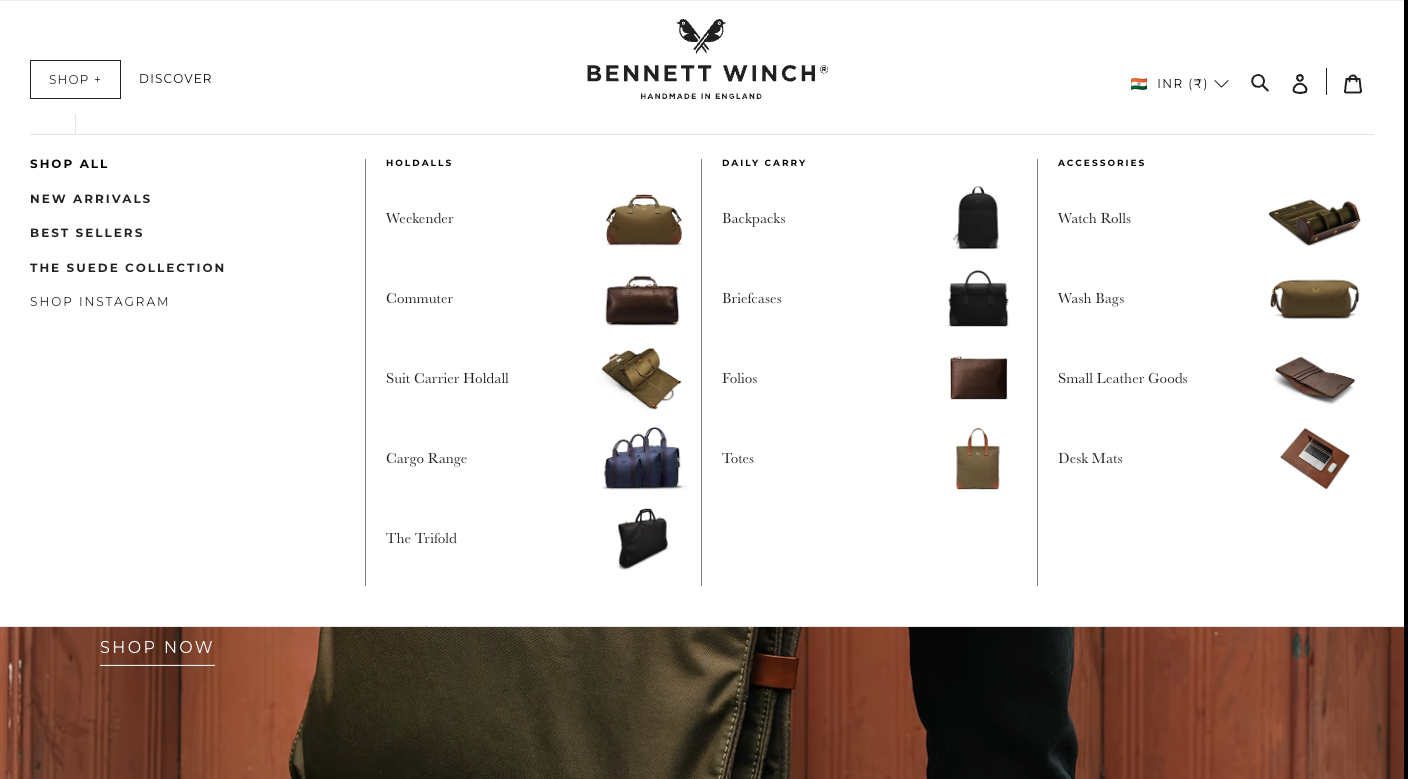 BENNETT WINCH®
HANDMADE IN ENGLAND
SHOP +
DISCOVER
INR (₹)
SHOP ALL
NEW ARRIVALS
BEST SELLERS
THE SUEDE COLLECTION
SHOP INSTAGRAM
HOLDALLS
Weekender
Commuter
Suit Carrier Holdall
Cargo Range
The Trifold
DAILY CARRY
Backpacks
Briefcases
Folios
Totes
ACCESSORIES
Watch Rolls
Wash Bags
Small Leather Goods
Desk Mats
SHOP NOW